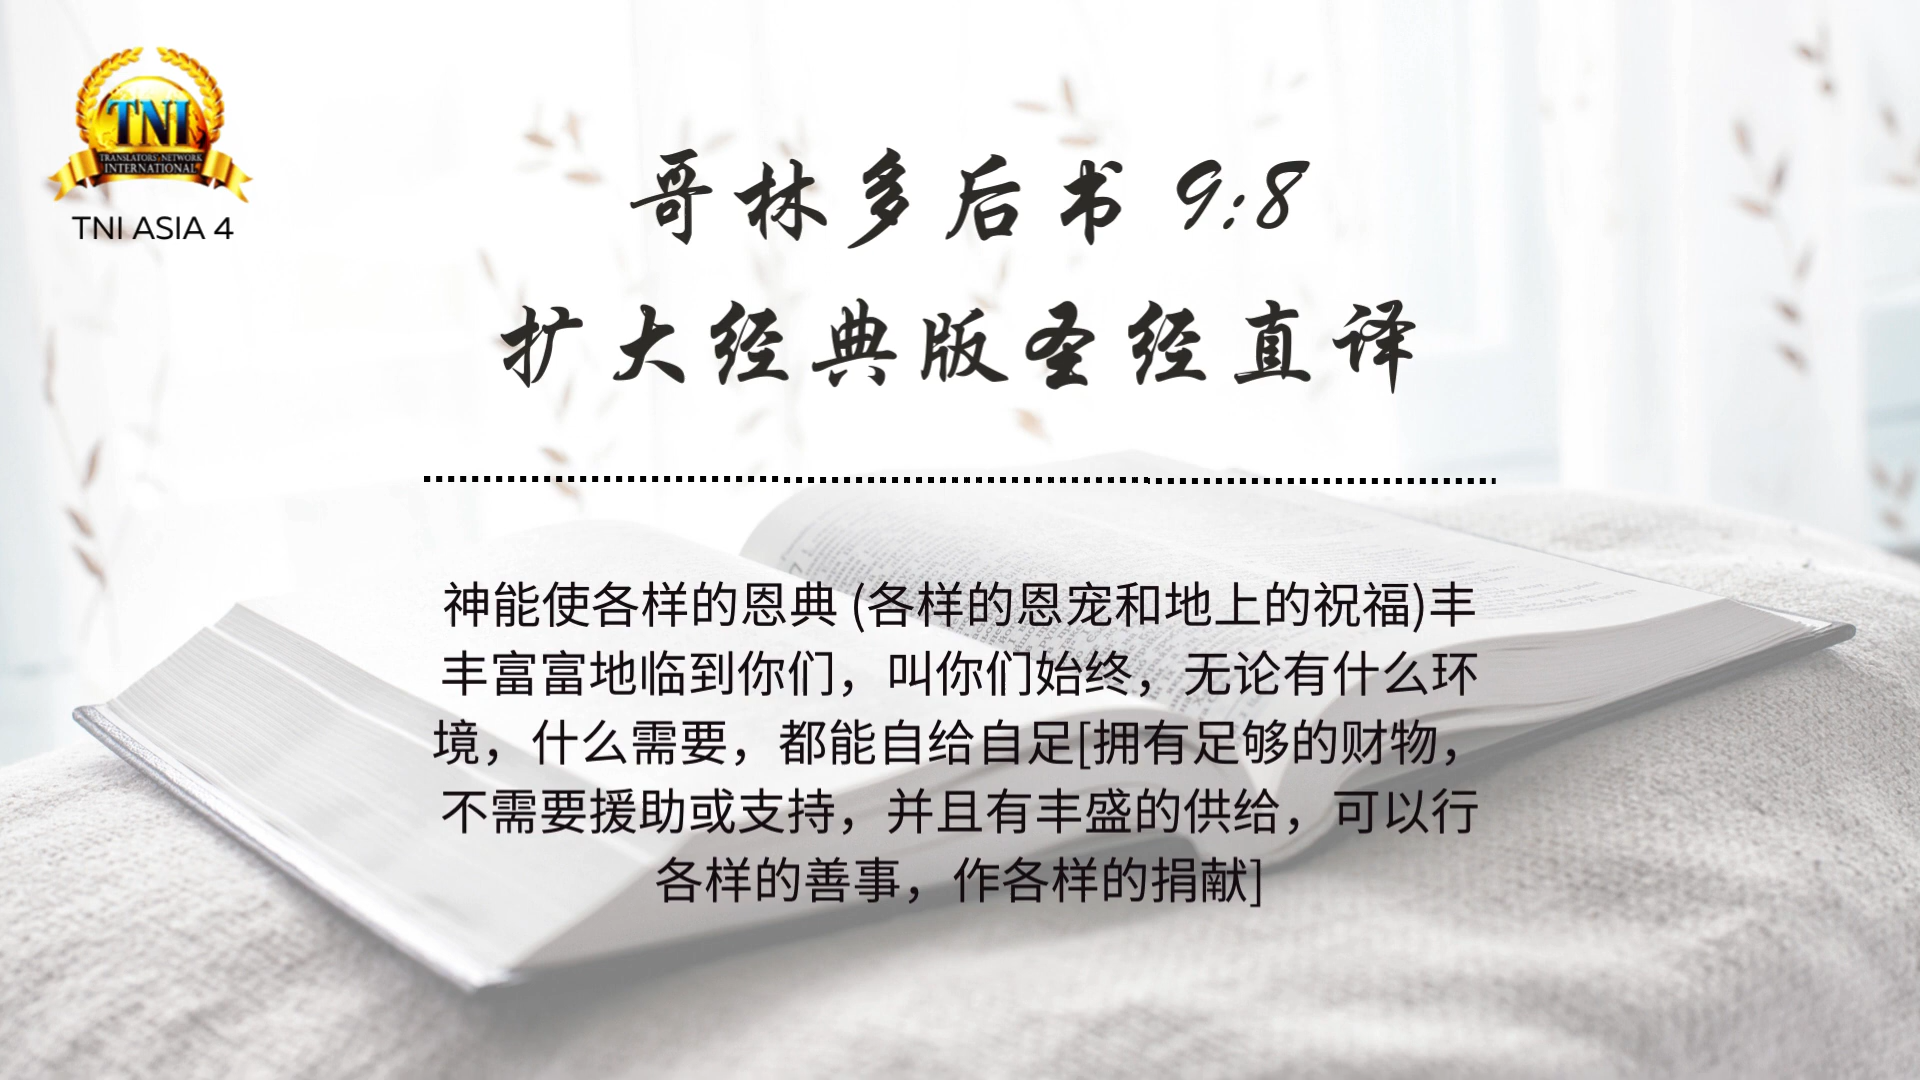 TNI
TRANSLATORS' NETWORK
INTERNATIONAL
TNI ASIA 4
哥林多后书 9:8
扩大经典版圣经直译
神能使各样的恩典 (各样的恩宠和地上的祝福)丰
丰富富地临到你们，叫你们始终，无论有什么环
境，什么需要，都能自给自足[拥有足够的财物，
不需要援助或支持，并且有丰盛的供给，可以行
各样的善事，作各样的捐献]